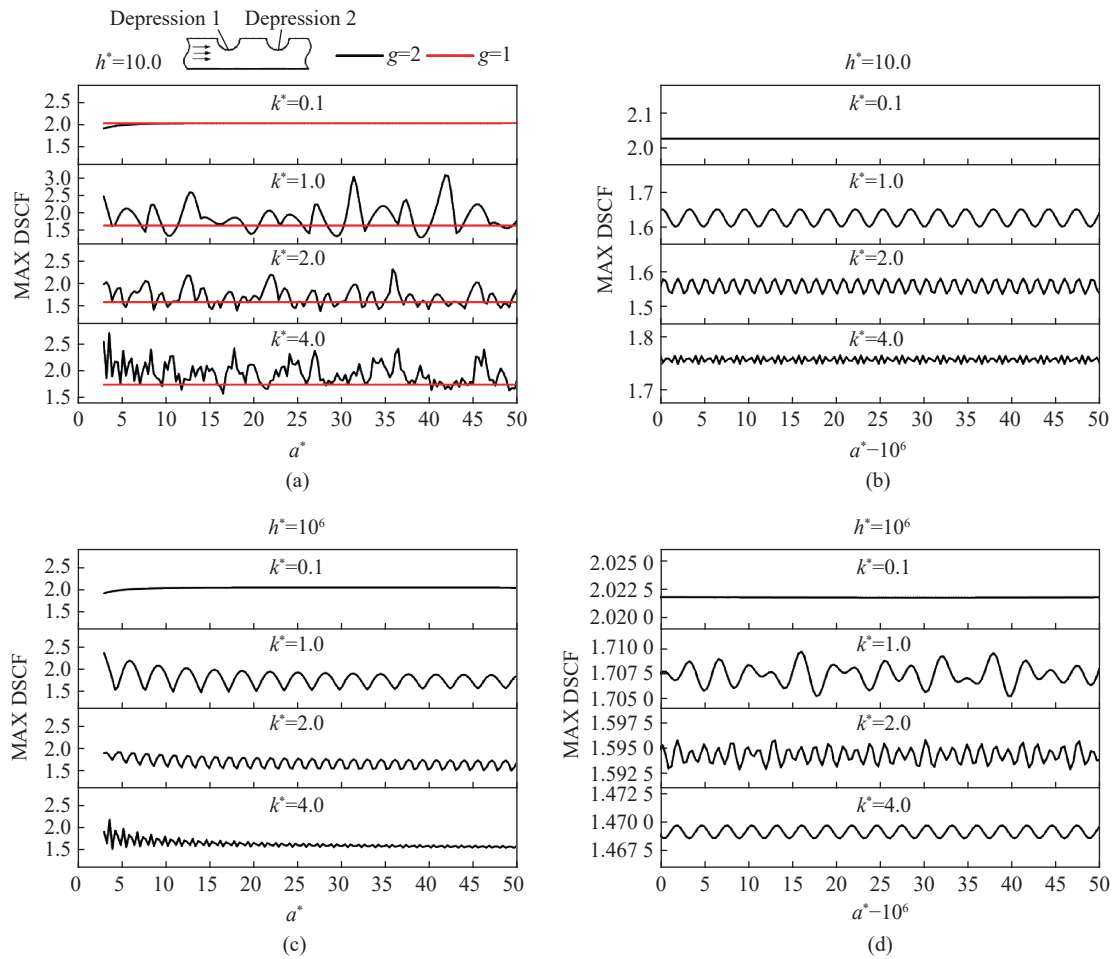 Depression 1 Depression 2
h*=10.0 g=2 g=1
MAX DSCF
k*=0.1
2.5
2.0
1.5
k*=1.0
3.0
2.5
2.0
1.5
k*=2.0
2.5
2.0
1.5
k*=4.0
2.5
2.0
1.5
5 10 15 20 25 30 35 40 45 50
a*
(a)
h*=10.0
k*=0.1
2.1
2.0
k*=1.0
1.7
1.6
k*=2.0
1.6
1.5
k*=4.0
1.8
1.7
0 5 10 15 20 25 30 35 40 45 50
a*−10⁶
(b)
h*=10⁶
MAX DSCF
k*=0.1
2.5
2.0
1.5
k*=1.0
2.5
2.0
1.5
k*=2.0
2.5
2.0
1.5
k*=4.0
2.5
2.0
1.5
5 10 15 20 25 30 35 40 45 50
a*
(c)
h*=10⁶
MAX DSCF
k*=0.1
2.025 0
2.022 5
2.020 0
k*=1.0
1.710 0
1.707 5
1.705 0
k*=2.0
1.597 5
1.595 0
1.592 5
k*=4.0
1.472 5
1.470 0
1.467 5
0 5 10 15 20 25 30 35 40 45 50
a*−10⁶
(d)